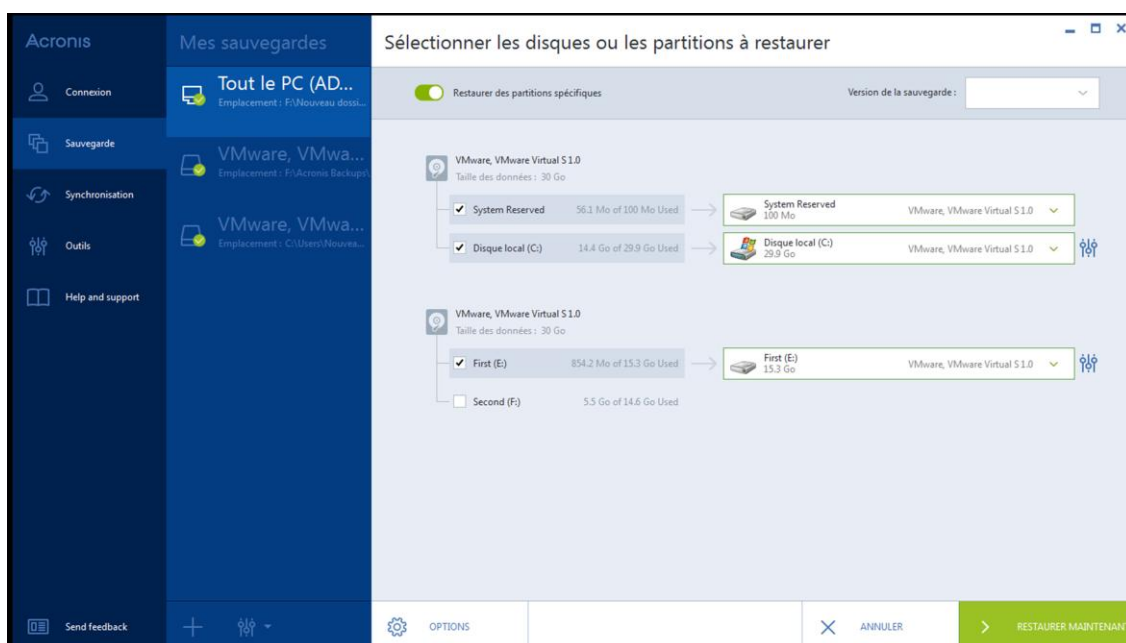 Acronis
Connexion
Sauvegarde
Synchronisation
Outils
Help and support
Send feedback
Mes sauvegardes
Tout le PC (AD...
Emplacement : F:\Nouveau dossi...
VMware, VMwa...
Emplacement : F:\Acronis Backups\
VMware, VMwa...
Emplacement : C:\Users\Nouvea...
Sélectionner les disques ou les partitions à restaurer
Restaurer des partitions spécifiques
Version de la sauvegarde :
VMware, VMware Virtual S 1.0
Taille des données : 30 Go
System Reserved 56.1 Mo of 100 Mo Used
System Reserved VMware, VMware Virtual S 1.0
100 Mo
Disque local (C:) 14.4 Go of 29.9 Go Used
Disque local (C:) VMware, VMware Virtual S 1.0
29.9 Go
VMware, VMware Virtual S 1.0
Taille des données : 30 Go
First (E:) 854.2 Mo of 15.3 Go Used
First (E:) VMware, VMware Virtual S 1.0
15.3 Go
Second (F:) 5.5 Go of 14.6 Go Used
OPTIONS
ANNULER
RESTAURER MAINTENANT